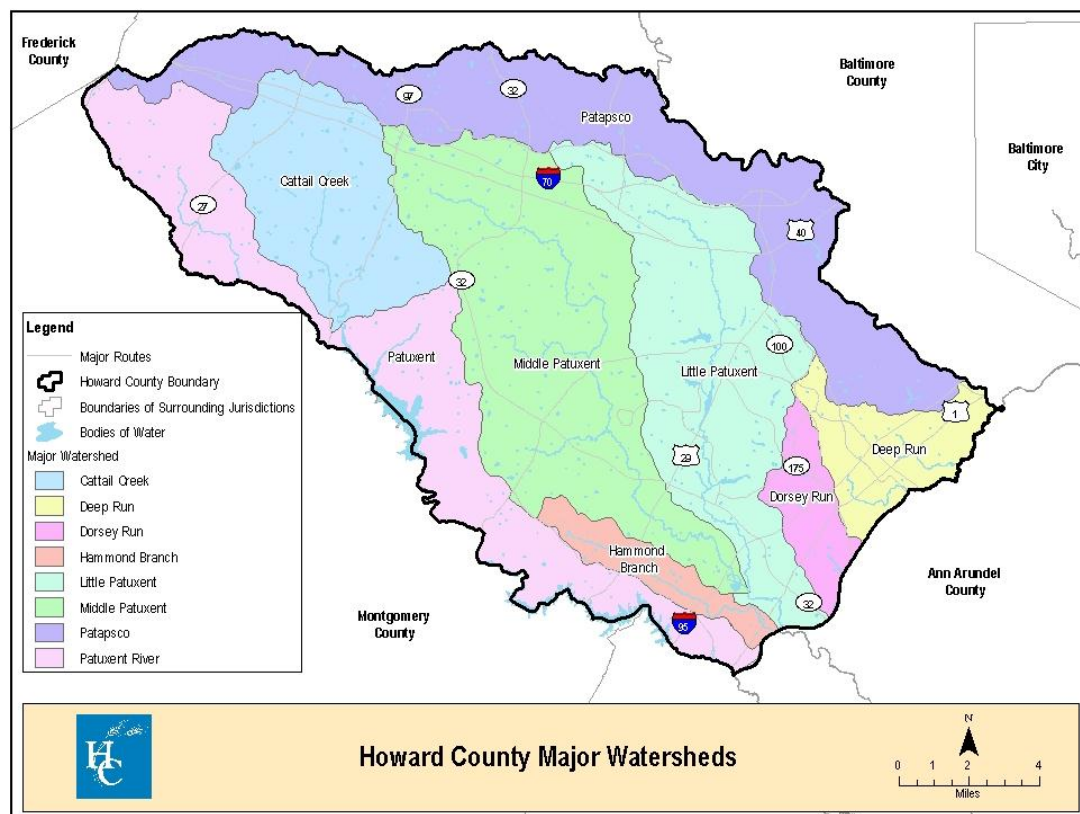 Frederick
County
Baltimore
County
Baltimore
City
97
32
Patapsco
70
Cattail Creek
27
40
32
Legend
Major Routes
Howard County Boundary
Boundaries of Surrounding Jurisdictions
Bodies of Water
Major Watershed
Cattail Creek
Deep Run
Dorsey Run
Hammond Branch
Little Patuxent
Middle Patuxent
Patapsco
Patuxent River
Patuxent
Middle Patuxent
Little Patuxent
100
1
Deep Run
29
175
Dorsey Run
Hammond
Branch
32
95
Ann Arundel
County
Montgomery
County
HC
Howard County Major Watersheds
N
0 1 2 4
Miles